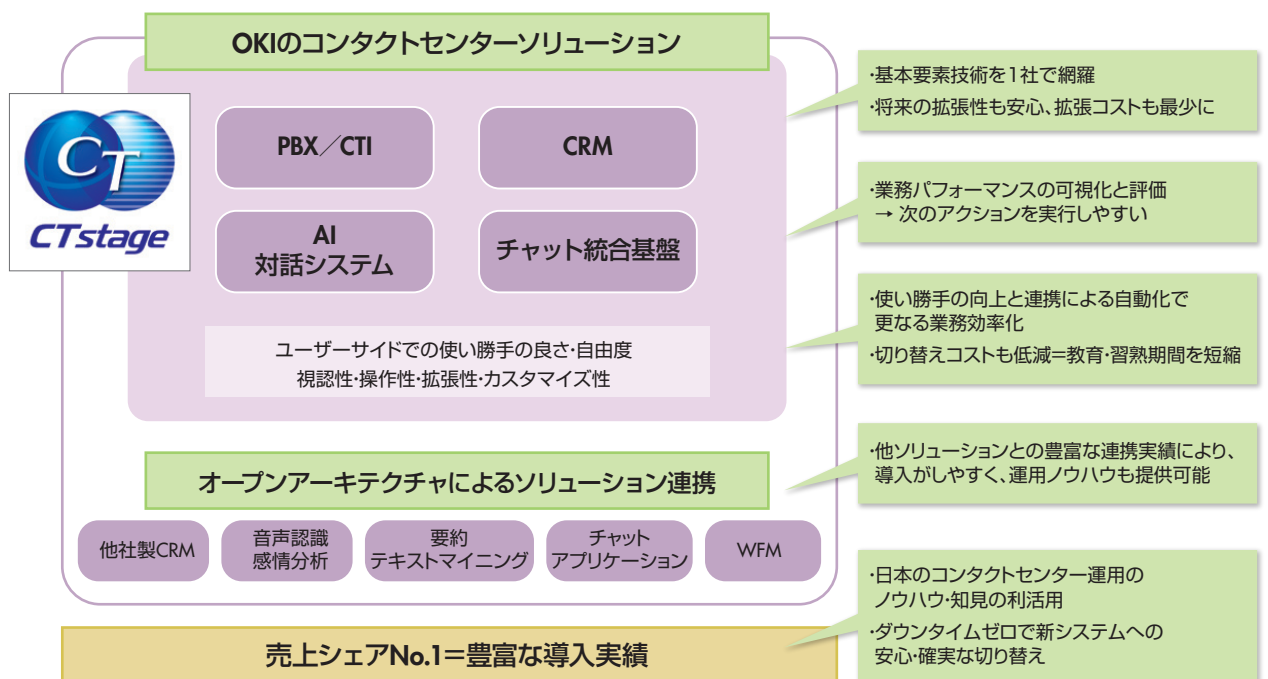 OKIのコンタクトセンターソリューション
CT
CTstage
PBX／CTI
CRM
AI
対話システム
チャット統合基盤
ユーザーサイドでの使い勝手の良さ・自由度
視認性・操作性・拡張性・カスタマイズ性
オープンアーキテクチャによるソリューション連携
他社製CRM
音声認識
感情分析
要約
テキストマイニング
チャット
アプリケーション
WFM
売上シェアNo.1＝豊富な導入実績
・基本要素技術を1社で網羅
・将来の拡張性も安心、拡張コストも最少に
・業務パフォーマンスの可視化と評価
→ 次のアクションを実行しやすい
・使い勝手の向上と連携による自動化で
更なる業務効率化
・切り替えコストも低減＝教育・習熟期間を短縮
・他ソリューションとの豊富な連携実績により、
導入がしやすく、運用ノウハウも提供可能
・日本のコンタクトセンター運用の
ノウハウ・知見の利活用
・ダウンタイムゼロで新システムへの
安心・確実な切り替え